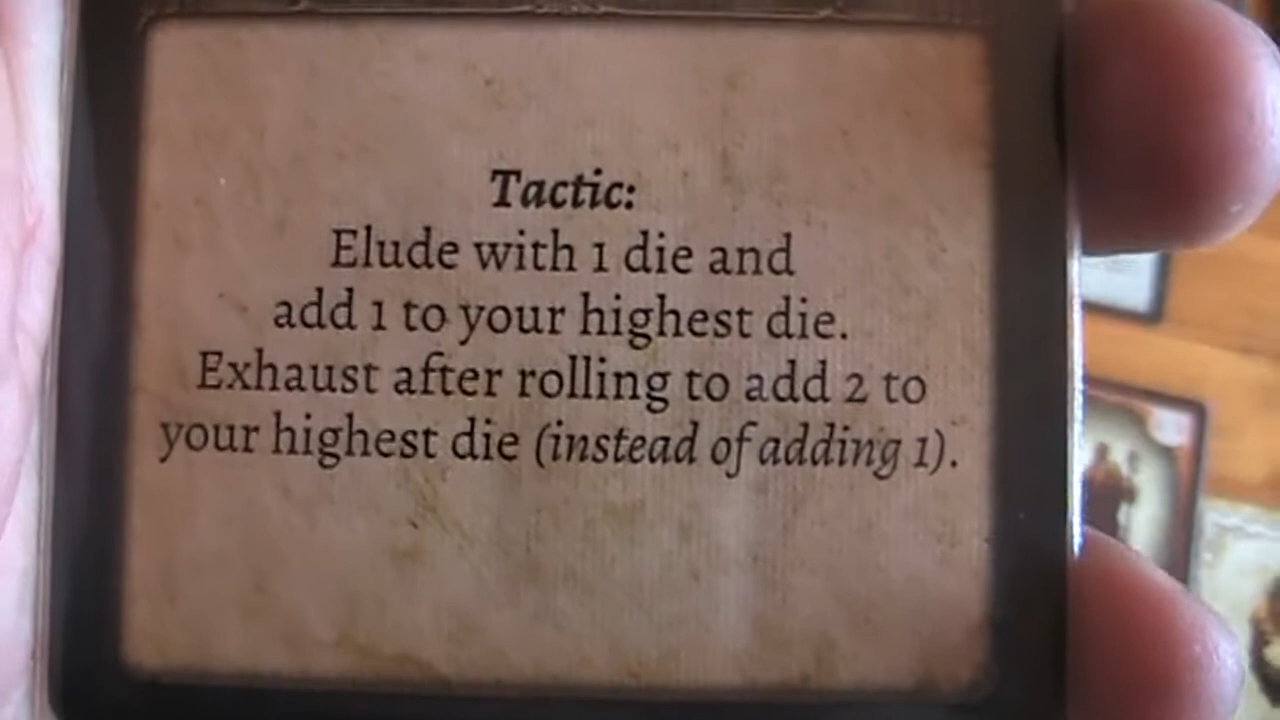 Tactic:
Elude with 1 die and
add 1 to your highest die.
Exhaust after rolling to add 2 to
your highest die (instead of adding 1).